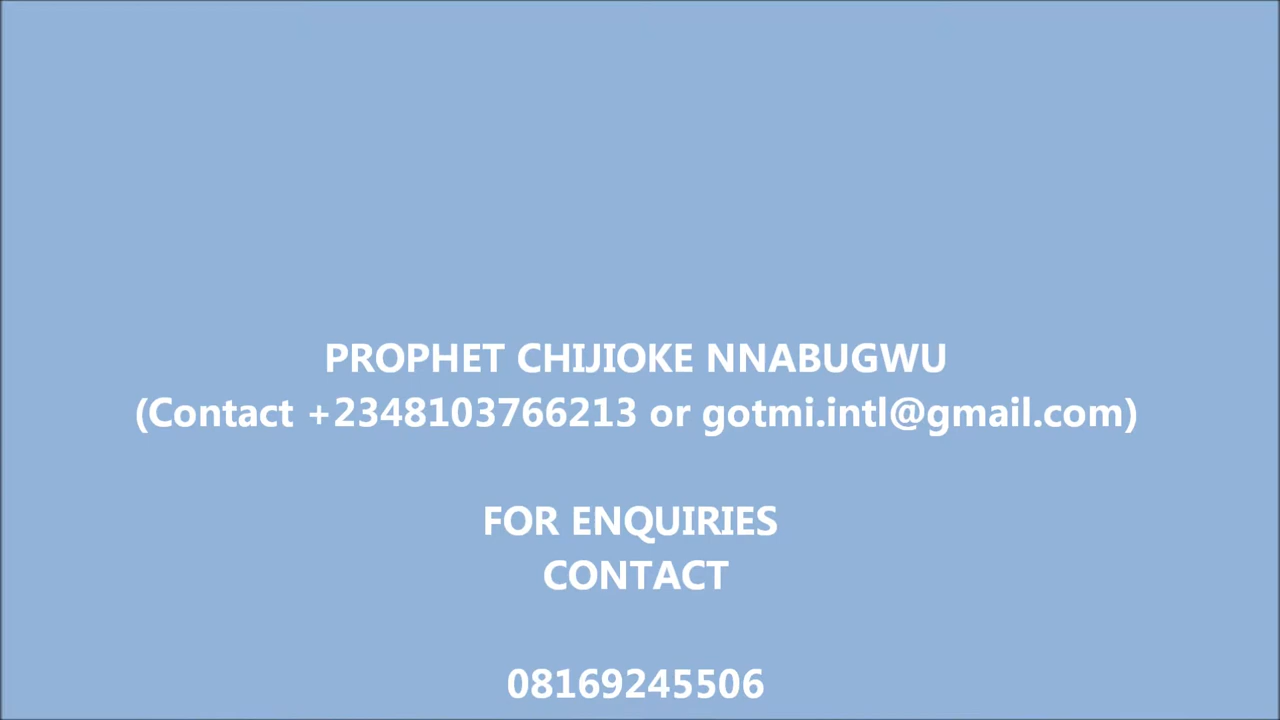 PROPHET CHIJIOKE NNABUGWU
(Contact +2348103766213 or gotmi.intl@gmail.com)
FOR ENQUIRIES
CONTACT
08169245506